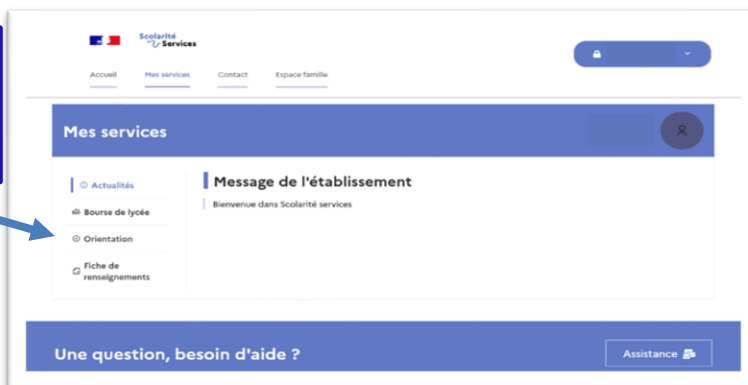 Scolarité
Services
Accueil Mes services Contact Espace famille
Mes services
Actualités
Bourse de lycée
Orientation
Fiche de
renseignements
Message de l'établissement
Bienvenue dans Scolarité services
Une question, besoin d'aide ?
Assistance